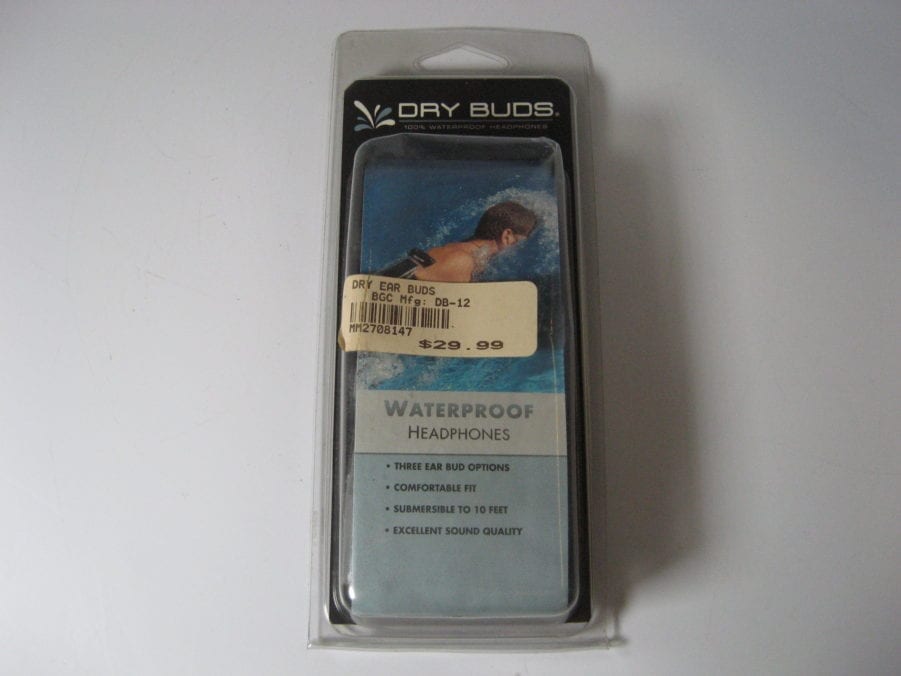 DRY BUDS®
100% WATERPROOF HEADPHONES
DRY EAR BUDS
BGC Mfg: DB-12
MM2708147
$29.99
WATERPROOF
HEADPHONES
• THREE EAR BUD OPTIONS
• COMFORTABLE FIT
• SUBMERSIBLE TO 10 FEET
• EXCELLENT SOUND QUALITY